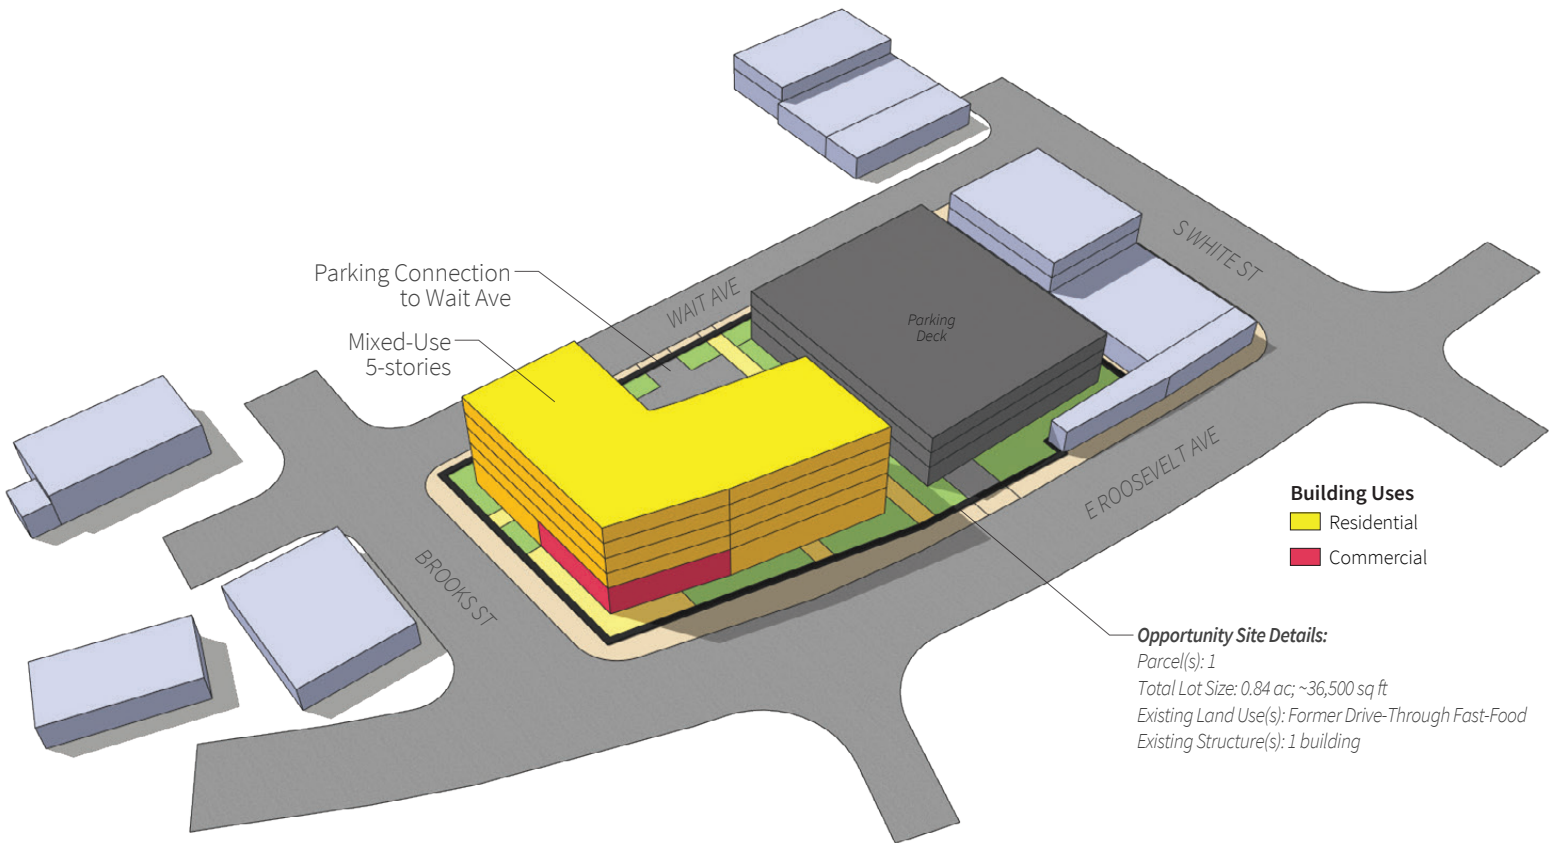 Parking Connection
to Wait Ave
Mixed-Use
5-stories
WAIT AVE
S WHITE ST
Parking
Deck
E ROOSEVELT AVE
BROOKS ST
Building Uses
Residential
Commercial
Opportunity Site Details:
Parcel(s): 1
Total Lot Size: 0.84 ac; ~36,500 sq ft
Existing Land Use(s): Former Drive-Through Fast-Food
Existing Structure(s): 1 building